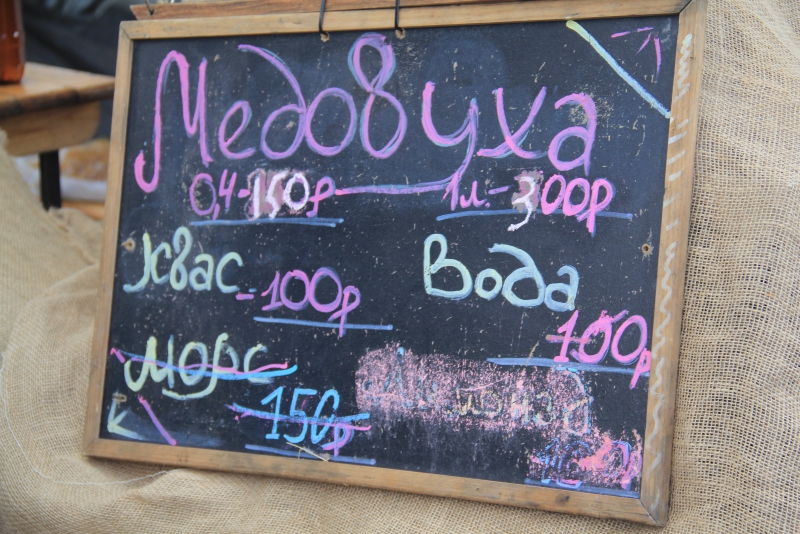 Медовуха
0,4-150р 1л-300р
Квас -100р
Вода
100р
Морс
150р